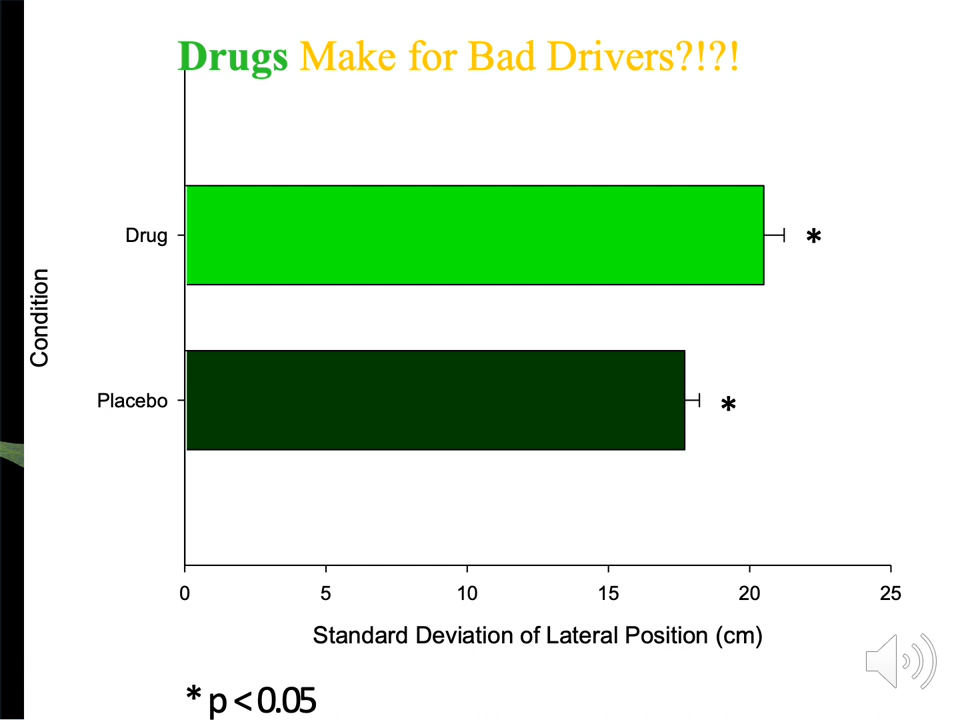 Drugs Make for Bad Drivers?!?!
Condition
Drug
*
Placebo
*
0 5 10 15 20 25
Standard Deviation of Lateral Position (cm)
* p < 0.05